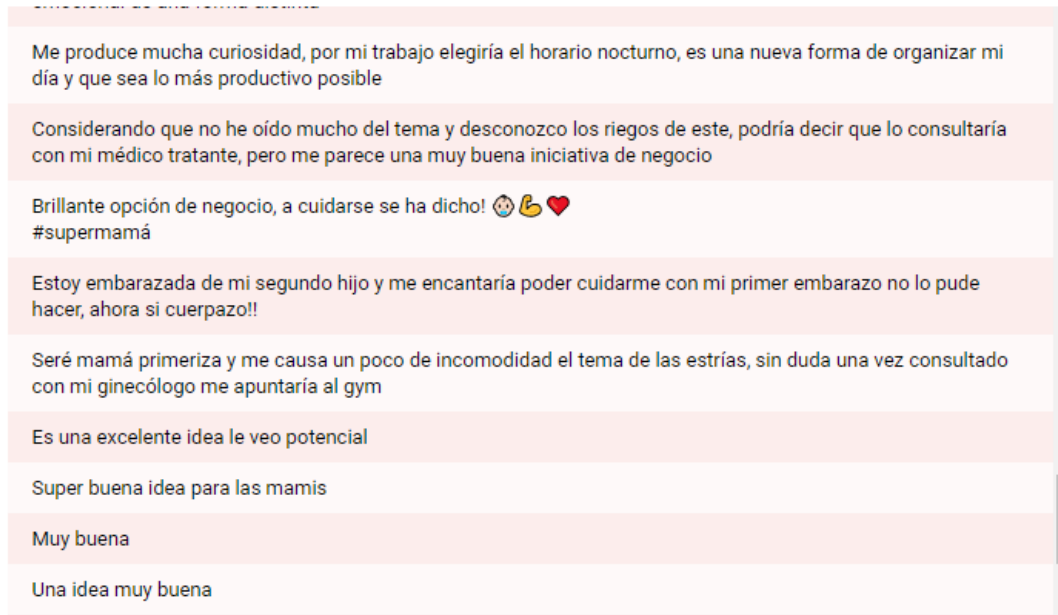 Me produce mucha curiosidad, por mi trabajo elegiría el horario nocturno, es una nueva forma de organizar mi
día y que sea lo más productivo posible
Considerando que no he oído mucho del tema y desconozco los riegos de este, podría decir que lo consultaría
con mi médico tratante, pero me parece una muy buena iniciativa de negocio
Brillante opción de negocio, a cuidarse se ha dicho! 👶🏻💪❤️
#supermamá
Estoy embarazada de mi segundo hijo y me encantaría poder cuidarme con mi primer embarazo no lo pude
hacer, ahora si cuerpazo!!
Seré mamá primeriza y me causa un poco de incomodidad el tema de las estrías, sin duda una vez consultado
con mi ginecólogo me apuntaría al gym
Es una excelente idea le veo potencial
Super buena idea para las mamis
Muy buena
Una idea muy buena